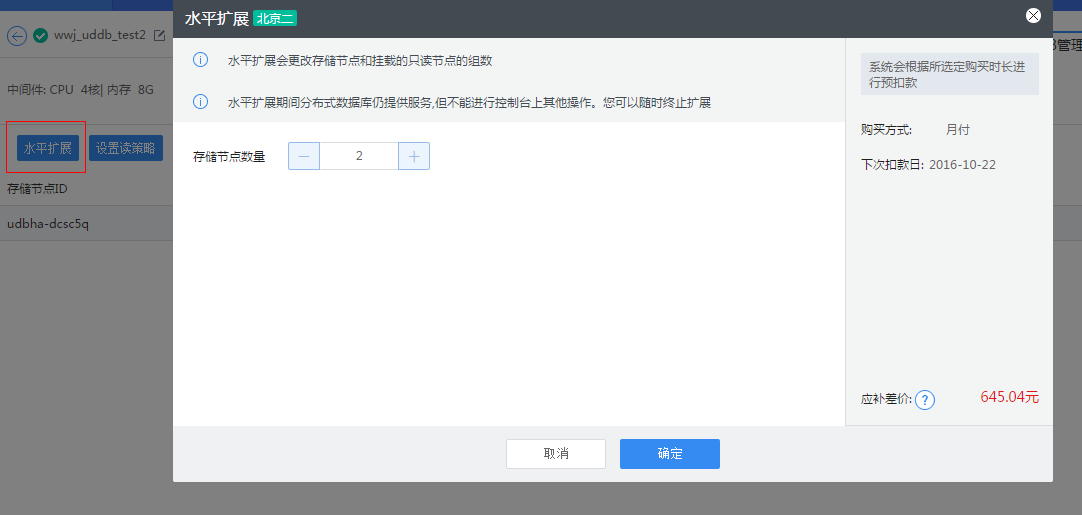 水平扩展 北京二
wwj_uddb_test2
B管理
中间件: CPU 4核| 内存 8G
水平扩展 设置读策略
存储节点ID
udbha-dcsc5q
水平扩展会更改存储节点和挂载的只读节点的组数
水平扩展期间分布式数据库仍提供服务,但不能进行控制台上其他操作。您可以随时终止扩展
存储节点数量 2
系统会根据所选定购买时长进
行预扣款
购买方式: 月付
下次扣款日: 2016-10-22
应补差价: ? 645.04元
取消 确定